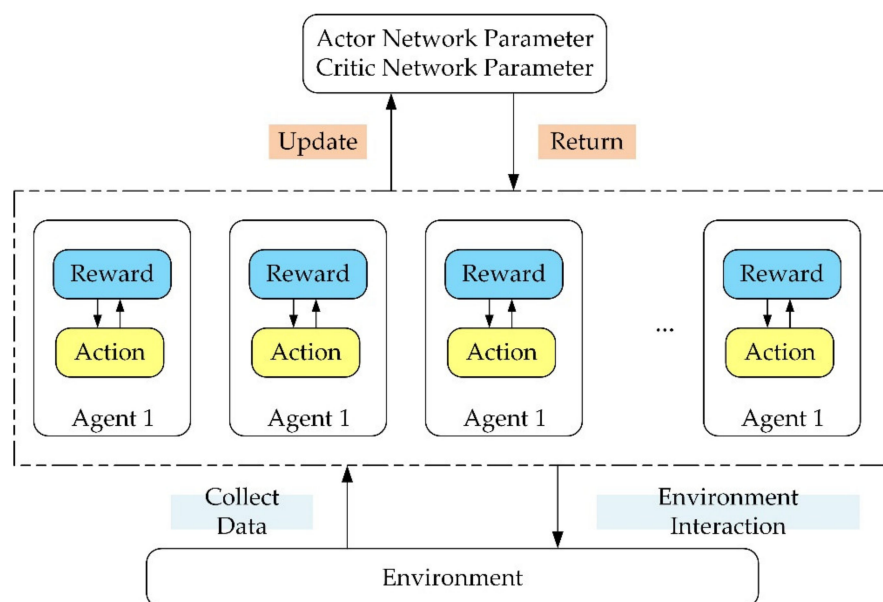 Actor Network Parameter
Critic Network Parameter
Update
Return
Reward
Reward
Reward
Reward
Action
Action
Action
...
Action
Agent 1
Agent 1
Agent 1
Agent 1
Collect
Data
Environment
Interaction
Environment